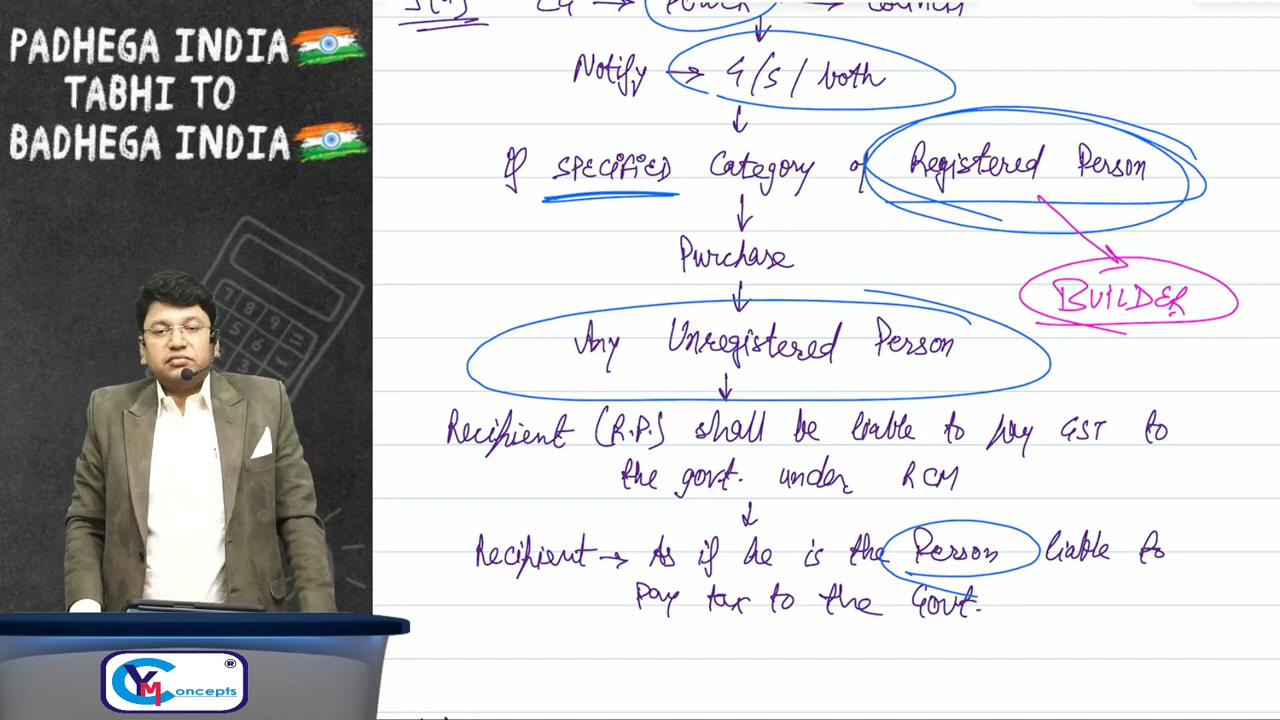 PADHEGA INDIA
TABHI TO
BADHEGA INDIA
Power
Notify → G/S/ both
If SPECIFIED Category of Registered Person
Purchase
BUILDER
Any Unregistered Person
Recipient (R.P.) shall be liable to pay GST to
the govt. under RCM
Recipient → As if he is the Person liable to
Pay tax to the Govt.
YM Concepts ®